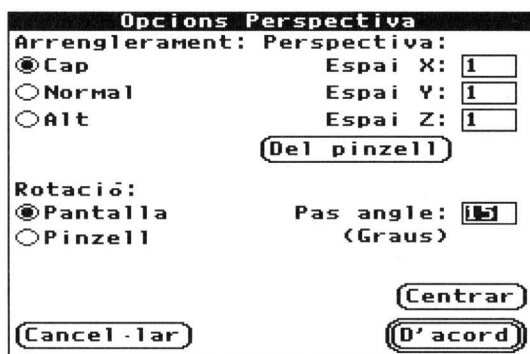 Opcions Perspectiva
Arrenglerament: Perspectiva:
Cap Espai X: 1
Normal Espai Y: 1
Alt Espai Z: 1
Del pinzell
Rotació:
Pantalla Pas angle: 15
Pinzell (Graus)
Centrar
Cancel·lar D'acord